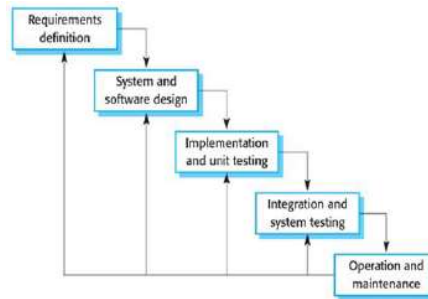 Requirements
definition
System and
software design
Implementation
and unit testing
Integration and
system testing
Operation and
maintenance